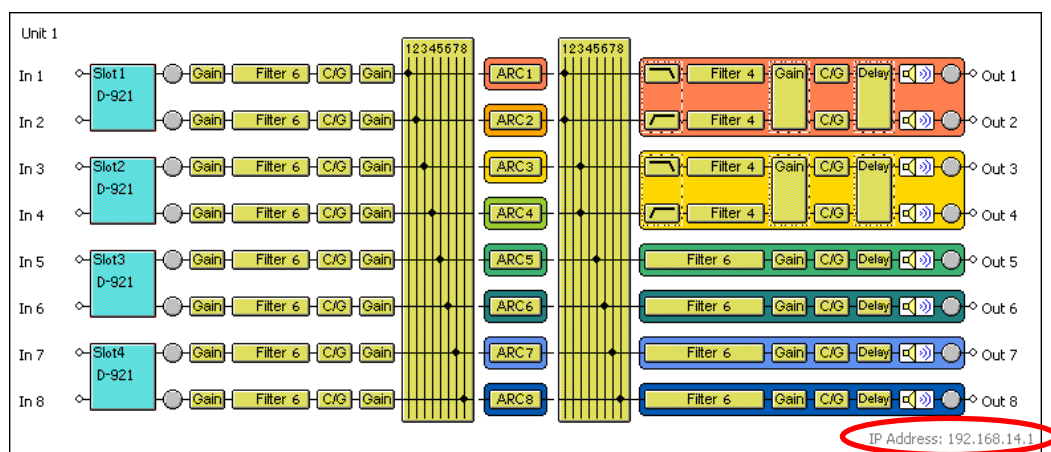 Unit 1
12345678 12345678
In 1 Slot1 Gain Filter 6 C/G Gain ARC1 Filter 4 Gain C/G Delay Out 1
D-921
In 2 Gain Filter 6 C/G Gain ARC2 Filter 4 C/G Out 2
In 3 Slot2 Gain Filter 6 C/G Gain ARC3 Filter 4 Gain C/G Delay Out 3
D-921
In 4 Gain Filter 6 C/G Gain ARC4 Filter 4 C/G Out 4
In 5 Slot3 Gain Filter 6 C/G Gain ARC5 Filter 6 Gain C/G Delay Out 5
D-921
In 6 Gain Filter 6 C/G Gain ARC6 Filter 6 Gain C/G Delay Out 6
In 7 Slot4 Gain Filter 6 C/G Gain ARC7 Filter 6 Gain C/G Delay Out 7
D-921
In 8 Gain Filter 6 C/G Gain ARC8 Filter 6 Gain C/G Delay Out 8
IP Address: 192.168.14.1